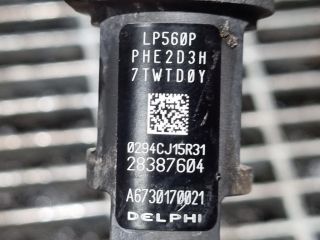 LP560P
PHE2D3H
7TWTD0Y
0294CJ15R31
28387604
A6730170021
DELPHI